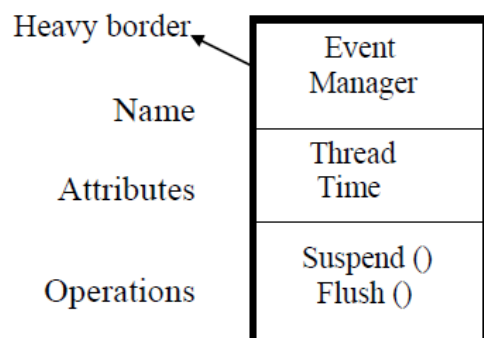 Heavy border
Event
Manager
Name
Thread
Time
Attributes
Suspend ()
Flush ()
Operations